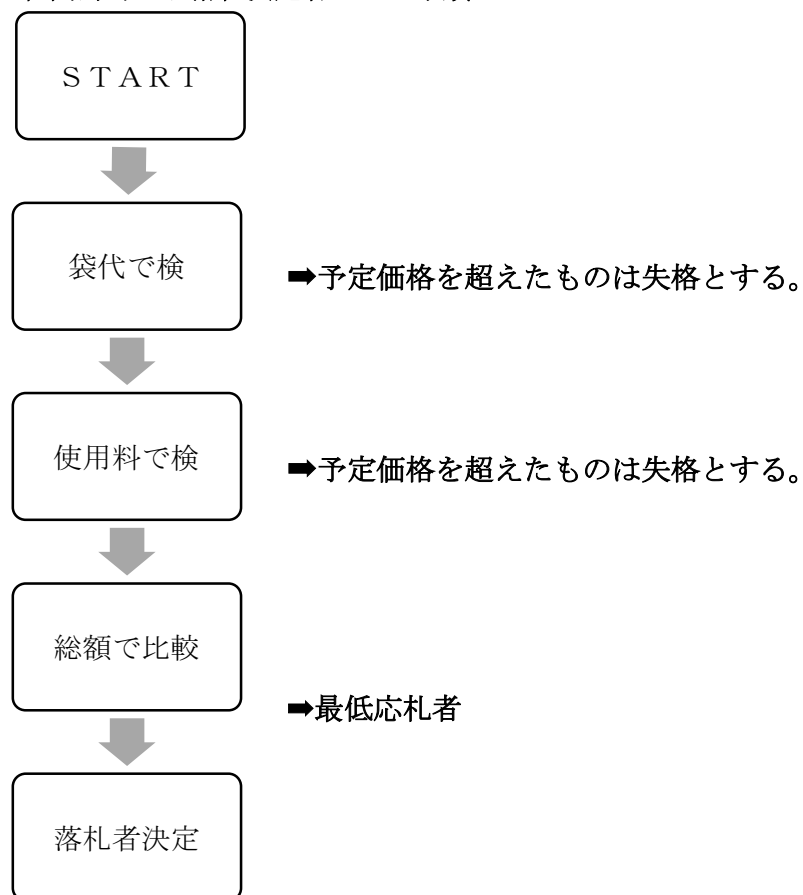 ＳＴＡＲＴ
袋代で検
➡予定価格を超えたものは失格とする。
使用料で検
➡予定価格を超えたものは失格とする。
総額で比較
➡最低応札者
落札者決定